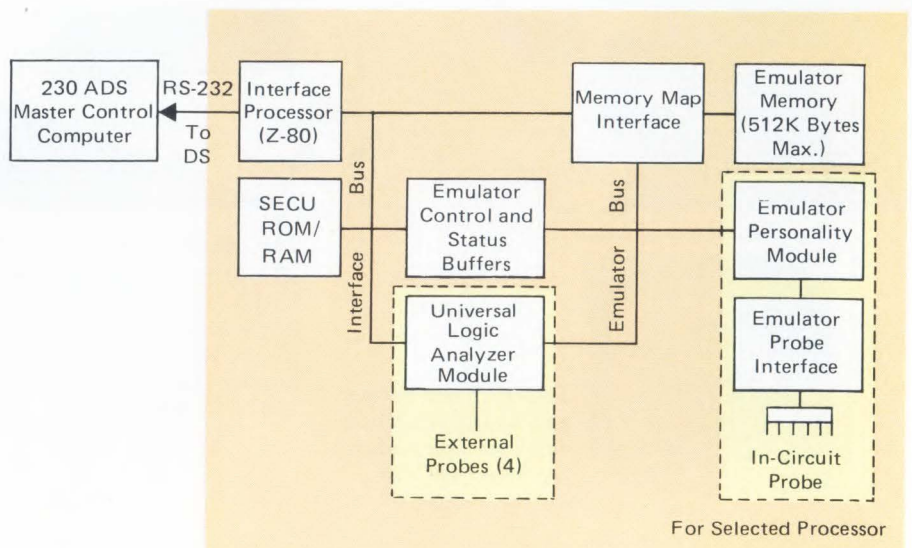 230 ADS
Master Control
Computer
RS-232
To
DS
Interface
Processor
(Z-80)
Memory Map
Interface
Emulator
Memory
(512K Bytes
Max.)
SECU
ROM/
RAM
Interface
Bus
Emulator
Control and
Status
Buffers
Emulator
Bus
Emulator
Personality
Module
Universal
Logic
Analyzer
Module
Emulator
Probe
Interface
External
Probes (4)
In-Circuit
Probe
For Selected Processor